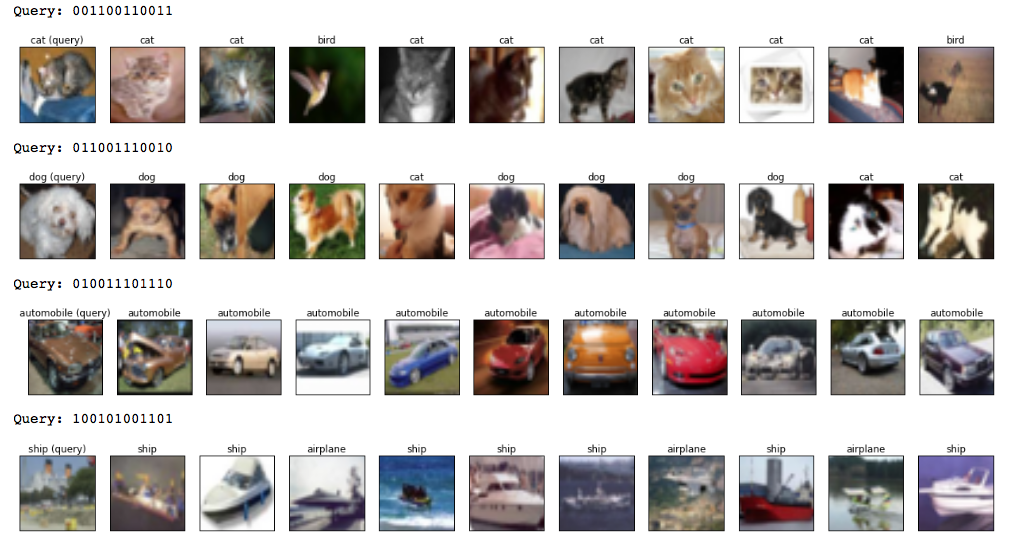 Query: 001100110011
cat (query) cat cat bird cat cat cat cat cat cat bird
Query: 011001110010
dog (query) dog dog dog cat dog dog dog dog cat cat
Query: 010011101110
automobile (query) automobile automobile automobile automobile automobile automobile automobile automobile automobile automobile
Query: 100101001101
ship (query) ship ship airplane ship ship ship airplane ship airplane ship